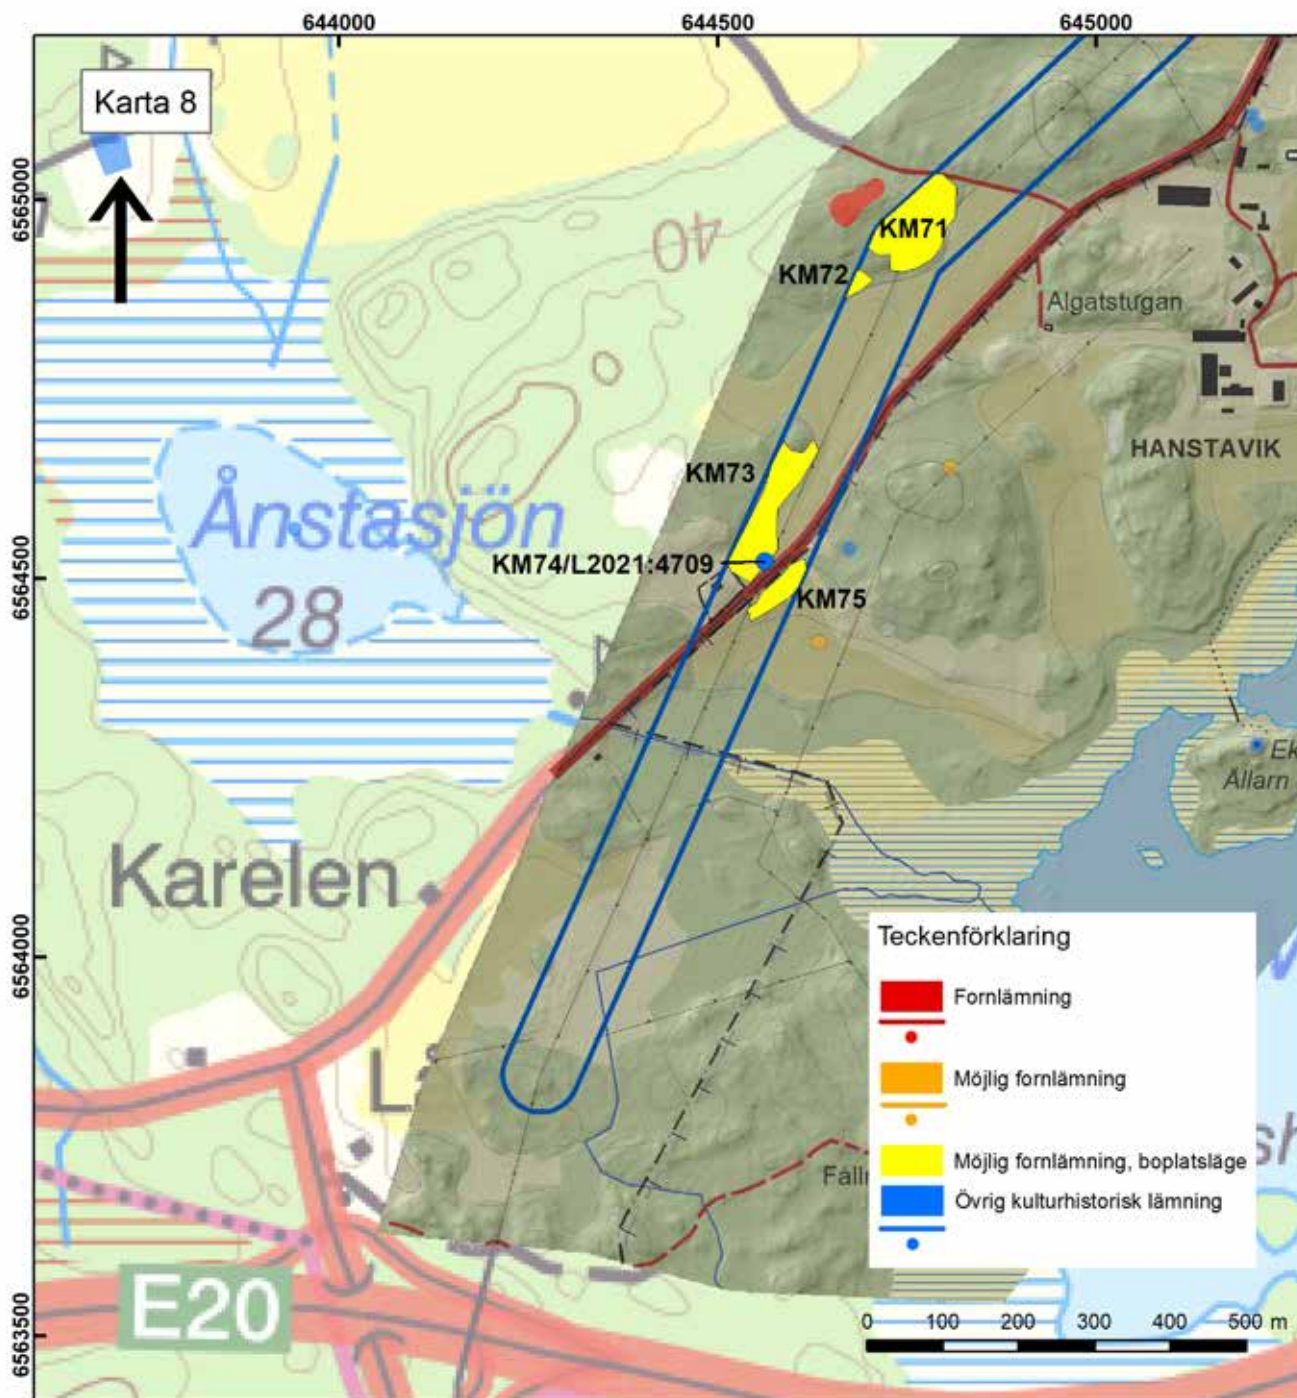 644000
644500
645000
Karta 8
6565000
40
KM71
KM72
Algatstugan
HANSTAVIK
KM73
Ånstasjön
28
KM74/L2021:4709
6564500
KM75
Ållarn
Karelen
6564000
Teckenförklaring
Fornlämning
Möjlig fornlämning
Möjlig fornlämning, boplatsläge
Övrig kulturhistorisk lämning
E20
0 100 200 300 400 500 m
6563500